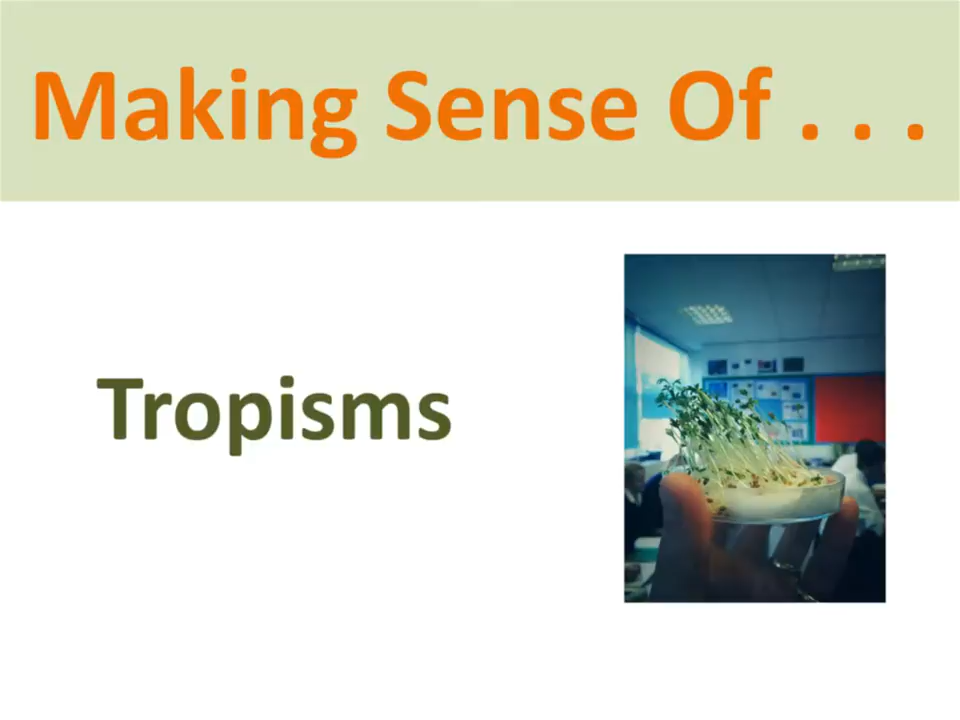 Making Sense Of . . .
Tropisms